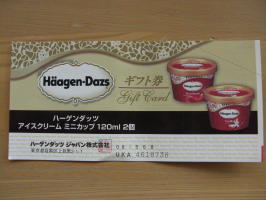 Häagen-Dazs
ギフト券
Gift Card
ハーゲンダッツ
アイスクリーム ミニカップ 120ml 2個
ハーゲンダッツ ジャパン株式会社
UKA 4618736